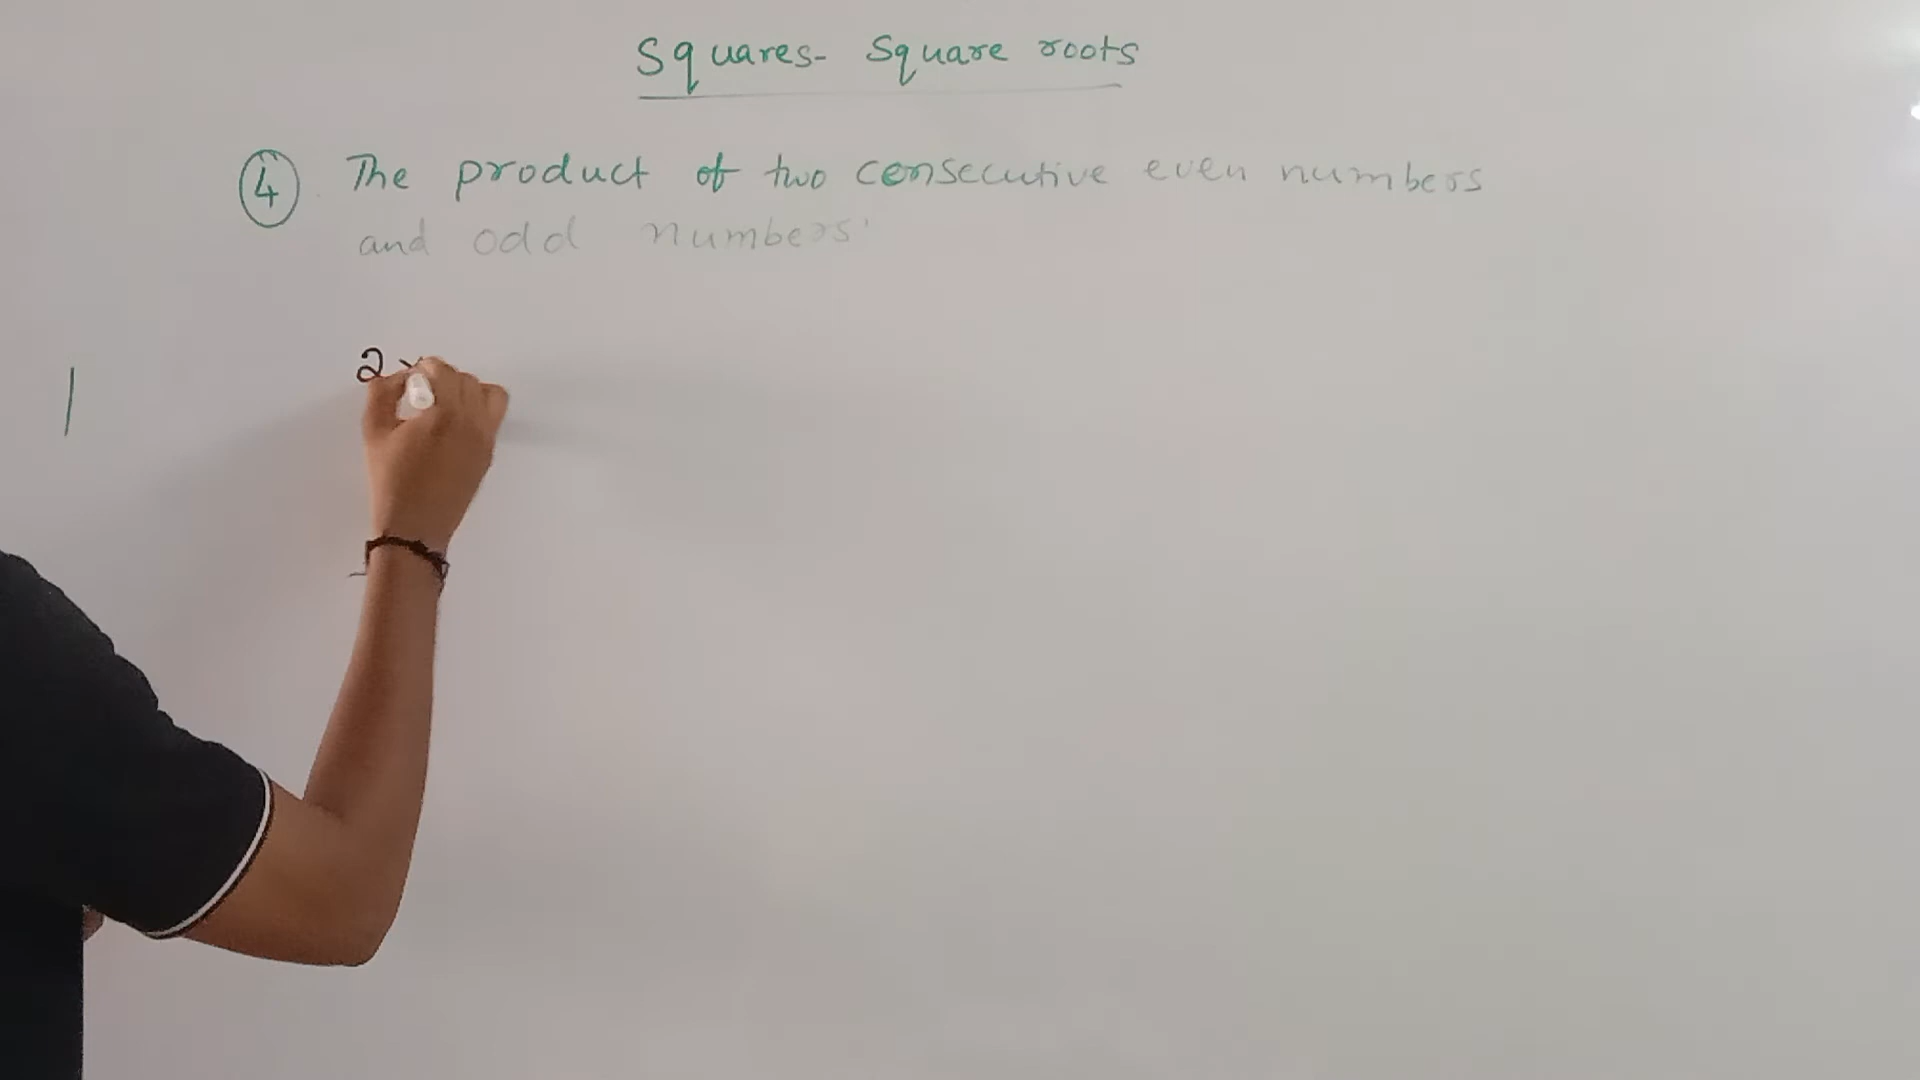 Squares- Square roots
4. The product of two consecutive even numbers
and odd numbers.
2 ×